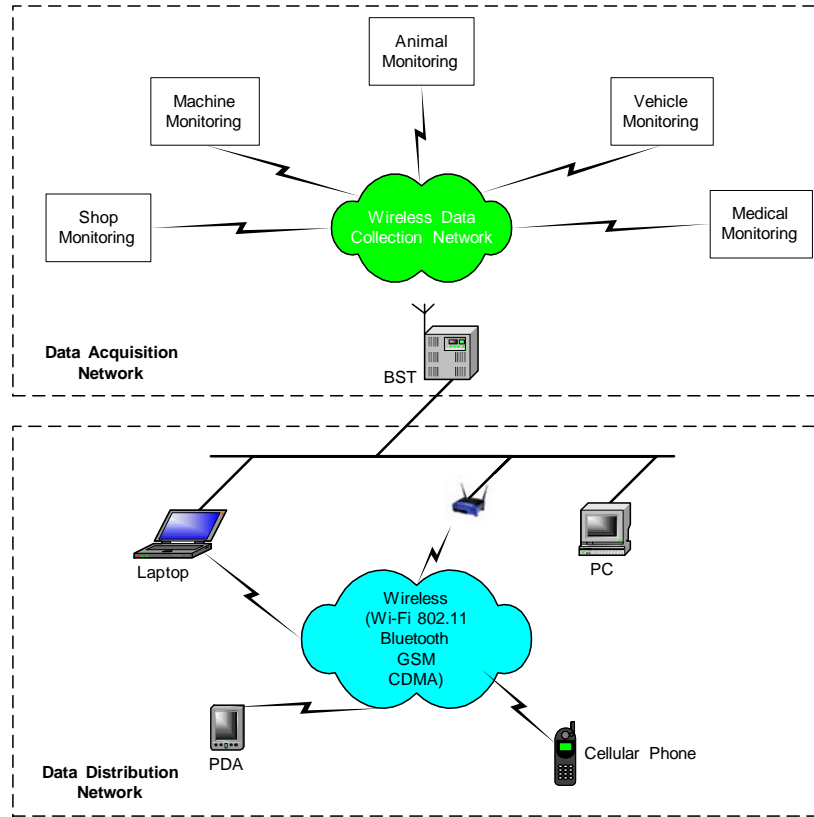 Animal
Monitoring
Machine
Monitoring
Vehicle
Monitoring
Shop
Monitoring
Wireless Data
Collection Network
Medical
Monitoring
Data Acquisition
Network
BST
Laptop
PC
Wireless
(Wi-Fi 802.11
Bluetooth
GSM
CDMA)
PDA
Cellular Phone
Data Distribution
Network